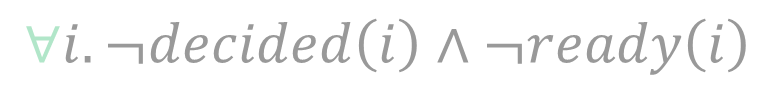 ∀i. ¬decided(i) ∧ ¬ready(i)